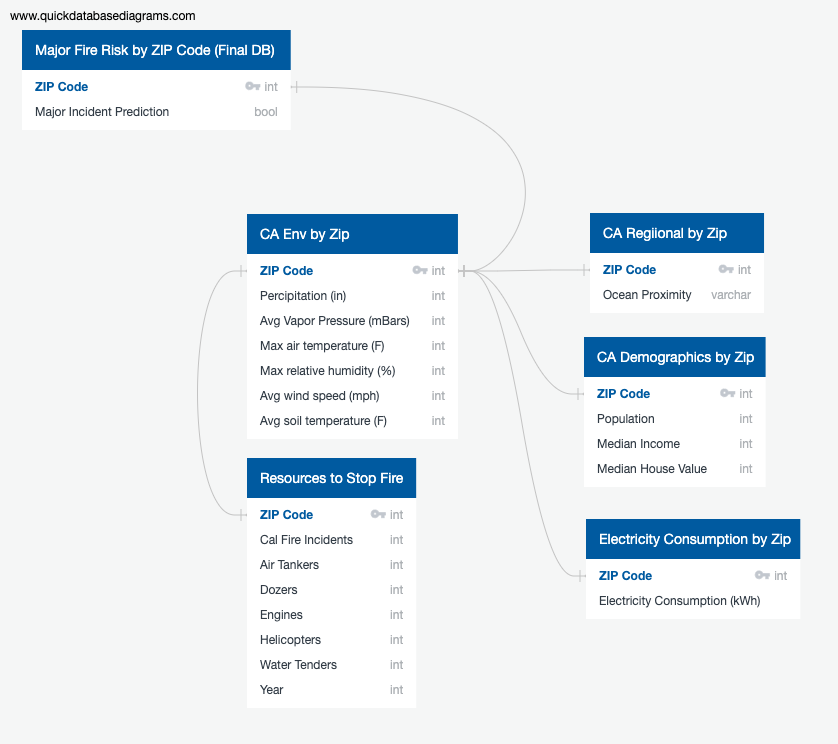 www.quickdatabasediagrams.com
Major Fire Risk by ZIP Code (Final DB)
ZIP Code int
Major Incident Prediction bool
CA Env by Zip
ZIP Code int
Percipitation (in) int
Avg Vapor Pressure (mBars) int
Max air temperature (F) int
Max relative humidity (%) int
Avg wind speed (mph) int
Avg soil temperature (F) int
CA Regiional by Zip
ZIP Code int
Ocean Proximity varchar
CA Demographics by Zip
ZIP Code int
Population int
Median Income int
Median House Value int
Resources to Stop Fire
ZIP Code int
Cal Fire Incidents int
Air Tankers int
Dozers int
Engines int
Helicopters int
Water Tenders int
Year int
Electricity Consumption by Zip
ZIP Code int
Electricity Consumption (kWh)